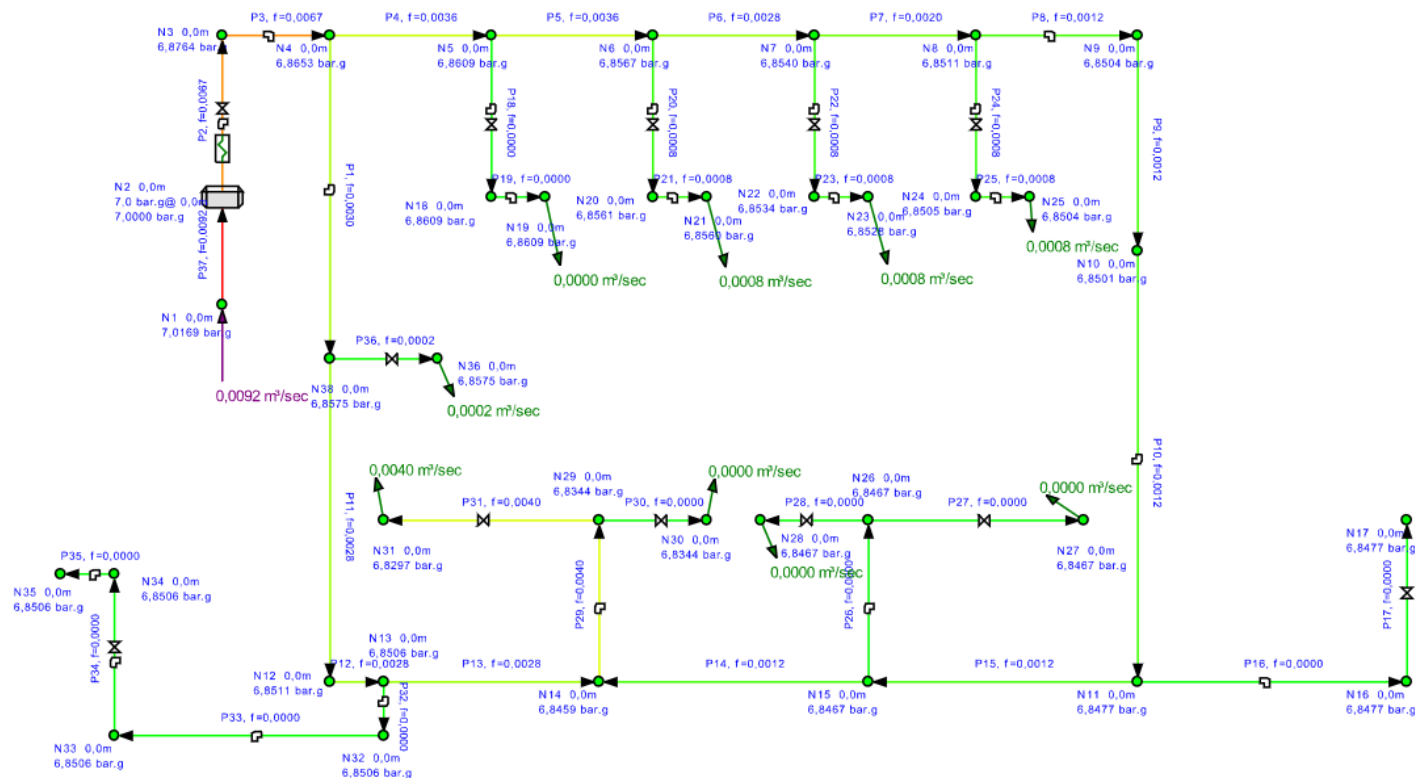 P3, f=0,0067
P4, f=0,0036
P5, f=0,0036
P6, f=0,0028
P7, f=0,0020
P8, f=0,0012
N3 0,0m
6,8764 bar.g
N4 0,0m
6,8653 bar.g
N5 0,0m
6,8609 bar.g
N6 0,0m
6,8567 bar.g
N7 0,0m
6,8540 bar.g
N8 0,0m
6,8511 bar.g
N9 0,0m
6,8504 bar.g
P2, f=0,0067
P18, f=0,0000
P20, f=0,0008
P22, f=0,0008
P24, f=0,0008
P9, f=0,0012
N2 0,0m
7,0 bar.g@ 0,0m
7,0000 bar.g
P1, f=0,0030
P19, f=0,0000
P21, f=0,0008
P23, f=0,0008
P25, f=0,0008
N18 0,0m
6,8609 bar.g
N19 0,0m
6,8609 bar.g
N20 0,0m
6,8561 bar.g
N21 0,0m
6,8560 bar.g
N22 0,0m
6,8534 bar.g
N23 0,0m
6,8528 bar.g
N24 0,0m
6,8505 bar.g
N25 0,0m
6,8504 bar.g
P37, f=0,0092
0,0000 m³/sec
0,0008 m³/sec
0,0008 m³/sec
0,0008 m³/sec
N10 0,0m
6,8501 bar.g
N1 0,0m
7,0169 bar.g
P36, f=0,0002
N36 0,0m
6,8575 bar.g
N38 0,0m
6,8575 bar.g
0,0092 m³/sec
0,0002 m³/sec
P10, f=0,0012
0,0040 m³/sec
0,0000 m³/sec
0,0000 m³/sec
N29 0,0m
6,8344 bar.g
N26 0,0m
6,8467 bar.g
P11, f=0,0028
P31, f=0,0040
P30, f=0,0000
P28, f=0,0000
P27, f=0,0000
N31 0,0m
6,8297 bar.g
N30 0,0m
6,8344 bar.g
N28 0,0m
6,8467 bar.g
0,0000 m³/sec
N27 0,0m
6,8467 bar.g
N17 0,0m
6,8477 bar.g
P35, f=0,0000
N34 0,0m
6,8506 bar.g
N35 0,0m
6,8506 bar.g
P29, f=0,0040
P26, f=0,0000
P17, f=0,0000
P34, f=0,0000
N13 0,0m
6,8506 bar.g
P12, f=0,0028
P13, f=0,0028
P14, f=0,0012
P15, f=0,0012
P16, f=0,0000
N12 0,0m
6,8511 bar.g
P32, f=0,0000
N14 0,0m
6,8459 bar.g
N15 0,0m
6,8467 bar.g
N11 0,0m
6,8477 bar.g
N16 0,0m
6,8477 bar.g
P33, f=0,0000
N33 0,0m
6,8506 bar.g
N32 0,0m
6,8506 bar.g